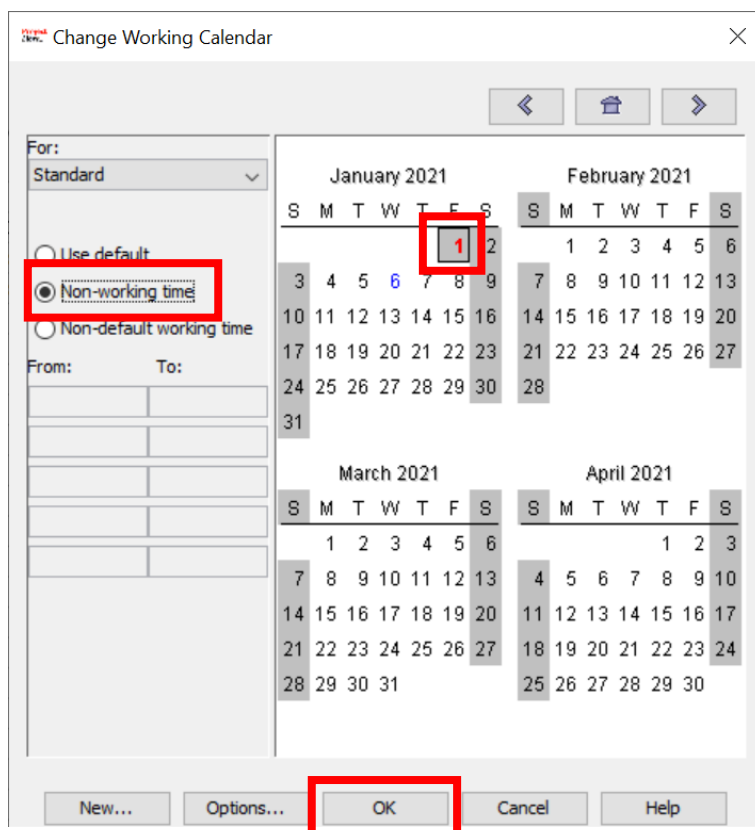 Change Working Calendar
For:
Standard
Use default
Non-working time
Non-default working time
From: To:
January 2021
S M T W T F S
1 2
3 4 5 6 7 8 9
10 11 12 13 14 15 16
17 18 19 20 21 22 23
24 25 26 27 28 29 30
31
February 2021
S M T W T F S
1 2 3 4 5 6
7 8 9 10 11 12 13
14 15 16 17 18 19 20
21 22 23 24 25 26 27
28
March 2021
S M T W T F S
1 2 3 4 5 6
7 8 9 10 11 12 13
14 15 16 17 18 19 20
21 22 23 24 25 26 27
28 29 30 31
April 2021
S M T W T F S
1 2 3
4 5 6 7 8 9 10
11 12 13 14 15 16 17
18 19 20 21 22 23 24
25 26 27 28 29 30
New... Options... OK Cancel Help